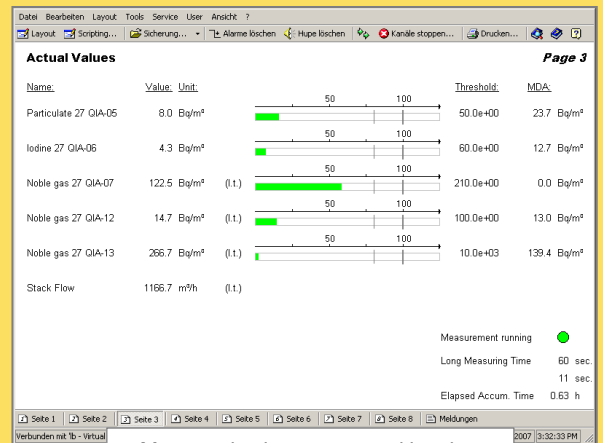 Datei Bearbeiten Layout Tools Service User Ansicht ?
Layout Scripting... Sicherung... Alarme löschen Hupe löschen Kanäle stoppen... Drucken...
Actual Values Page 3
Name: Value: Unit: Threshold: MDA:
50 100
Particulate 27 QIA-05 8.0 Bq/m³ 50.0e+00 23.7 Bq/m³
50 100
Iodine 27 QIA-06 4.3 Bq/m³ 60.0e+00 12.7 Bq/m³
50 100
Noble gas 27 QIA-07 122.5 Bq/m³ (l.t.) 210.0e+00 0.0 Bq/m³
50 100
Noble gas 27 QIA-12 14.7 Bq/m³ (l.t.) 100.0e+00 13.0 Bq/m³
50 100
Noble gas 27 QIA-13 266.7 Bq/m³ (l.t.) 10.0e+03 139.4 Bq/m³
Stack Flow 1166.7 m³/h (l.t.)
Measurement running
Long Measuring Time 60 sec.
11 sec.
Elapsed Accum. Time 0.63 h
1 Seite 1 2 Seite 2 3 Seite 3 4 Seite 4 5 Seite 5 6 Seite 6 7 Seite 7 8 Seite 8 Meldungen
Verbunden mit 'lb - Virtual 2007 3:32:33 PM